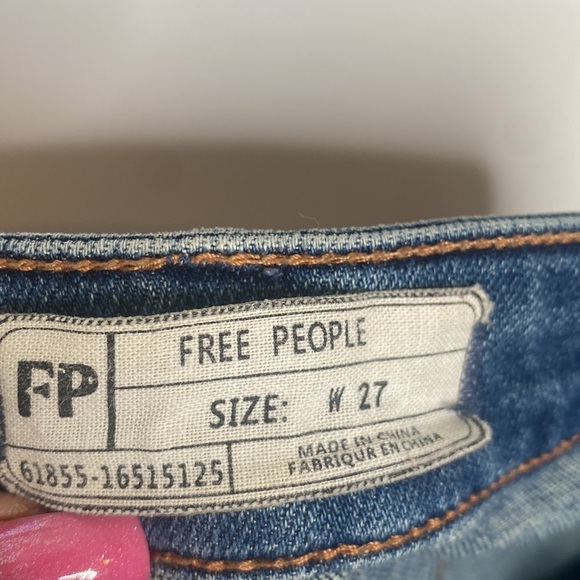 FP
FREE PEOPLE
SIZE: W 27
61855-16515125
MADE IN CHINA
FABRIQUR EN CHINA